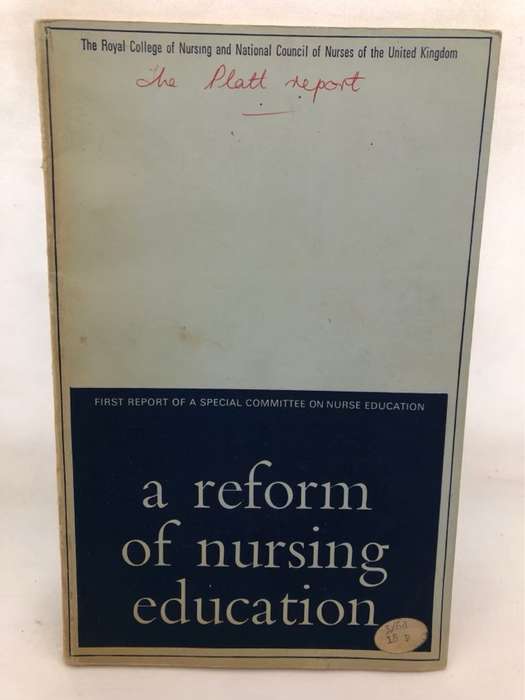 The Royal College of Nursing and National Council of Nurses of the United Kingdom
The Platt report
FIRST REPORT OF A SPECIAL COMMITTEE ON NURSE EDUCATION
a reform
of nursing
education